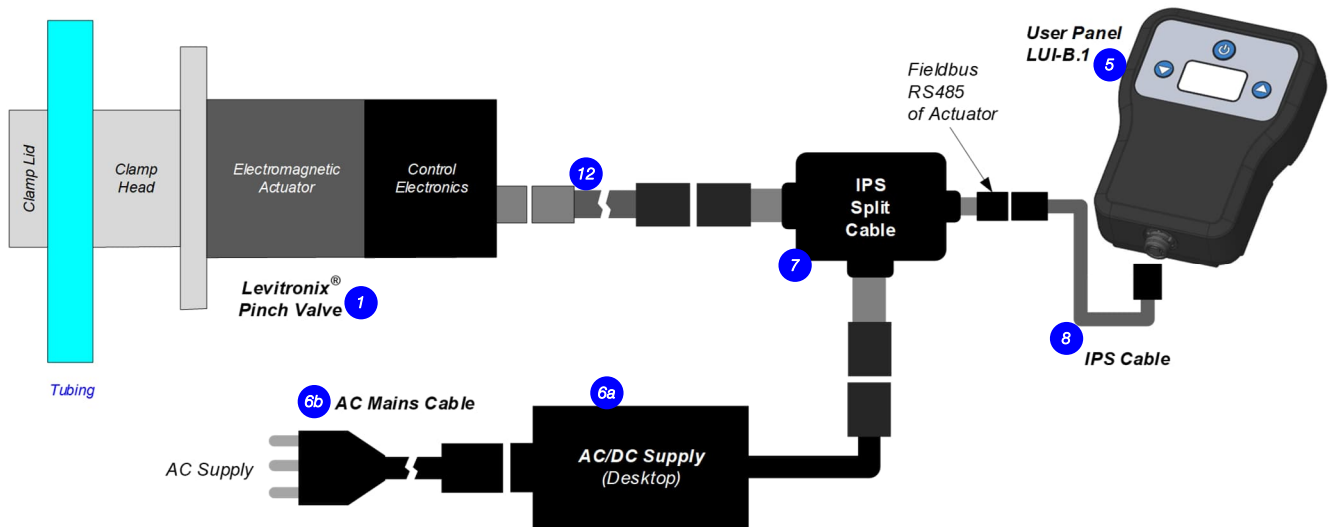 User Panel
LUI-B.1
5
Fieldbus
RS485
of Actuator
Clamp Lid
Clamp
Head
Electromagnetic
Actuator
Control
Electronics
12
IPS
Split
Cable
7
Levitronix®
Pinch Valve
1
8
IPS Cable
Tubing
6b
AC Mains Cable
6a
AC Supply
AC/DC Supply
(Desktop)